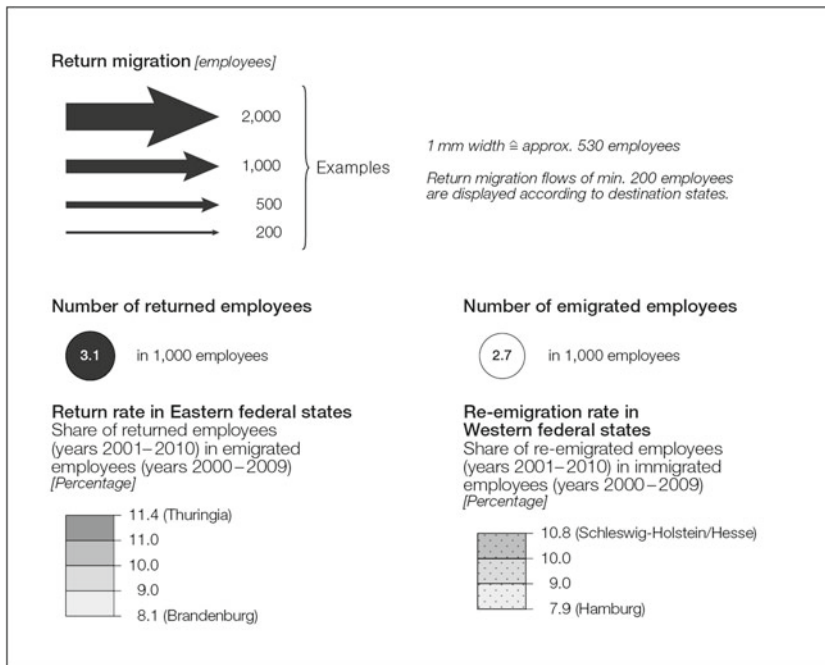 Return migration [employees]
2,000
1,000
500
200
Examples
1 mm width ≙ approx. 530 employees
Return migration flows of min. 200 employees
are displayed according to destination states.
Number of returned employees
3.1 in 1,000 employees
Return rate in Eastern federal states
Share of returned employees
(years 2001–2010) in emigrated
employees (years 2000–2009)
[Percentage]
11.4 (Thuringia)
11.0
10.0
9.0
8.1 (Brandenburg)
Number of emigrated employees
2.7 in 1,000 employees
Re-emigration rate in
Western federal states
Share of re-emigrated employees
(years 2001–2010) in immigrated
employees (years 2000–2009)
[Percentage]
10.8 (Schleswig-Holstein/Hesse)
10.0
9.0
7.9 (Hamburg)